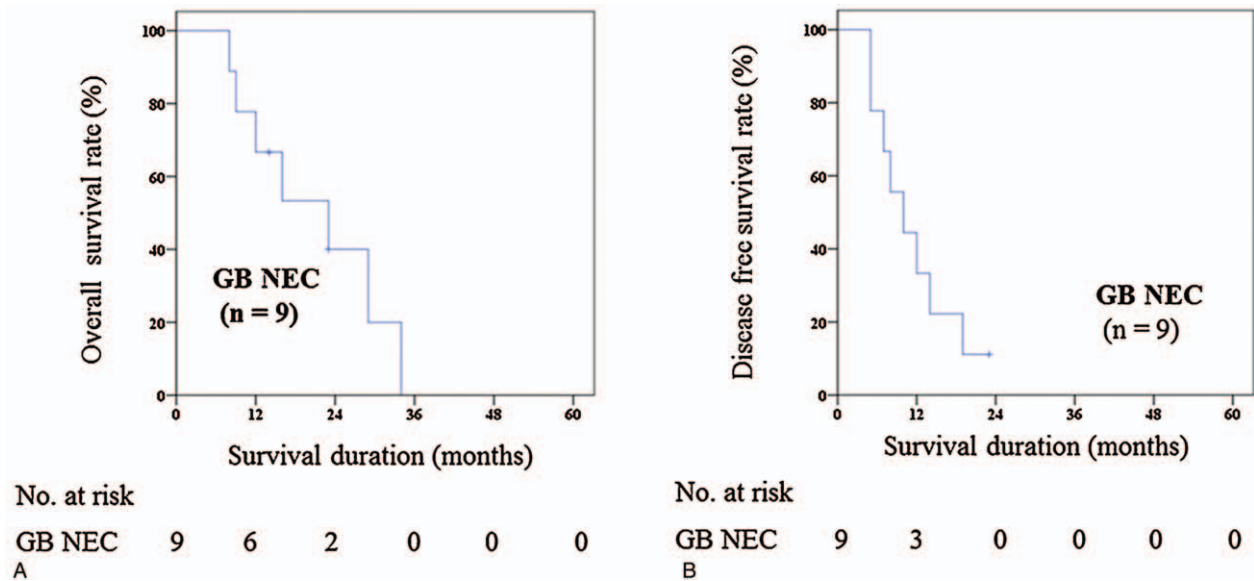 Overall survival rate (%)
100
80
60
40
20
0
GB NEC
(n = 9)
0 12 24 36 48 60
Survival duration (months)
No. at risk
GB NEC 9 6 2 0 0 0
A
Disease free survival rate (%)
100
80
60
40
20
0
GB NEC
(n = 9)
0 12 24 36 48 60
Survival duration (months)
No. at risk
GB NEC 9 3 0 0 0 0
B